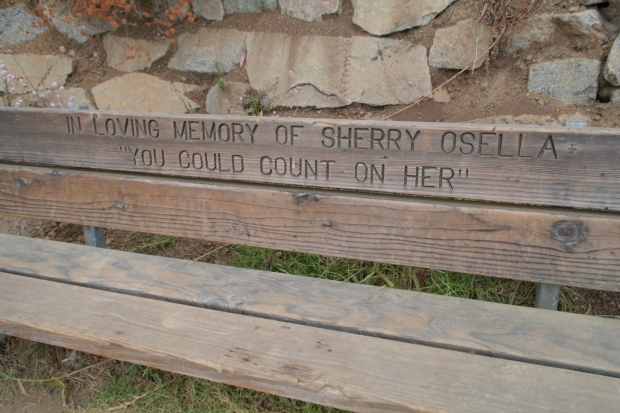 IN LOVING MEMORY OF SHERRY OSELLA
"YOU COULD COUNT ON HER"